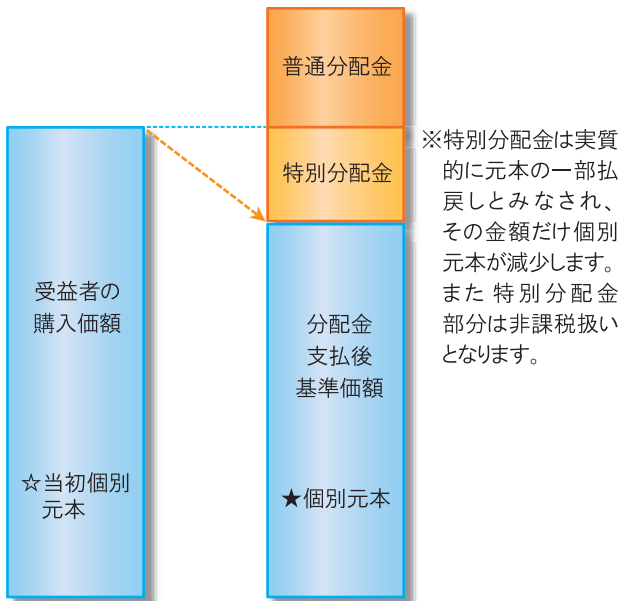 普通分配金
特別分配金
※特別分配金は実質
的に元本の一部払
戻しとみなされ、
その金額だけ個別
元本が減少します。
また特別分配金
部分は非課税扱い
となります。
受益者の
購入価額
☆当初個別
元本
分配金
支払後
基準価額
★個別元本